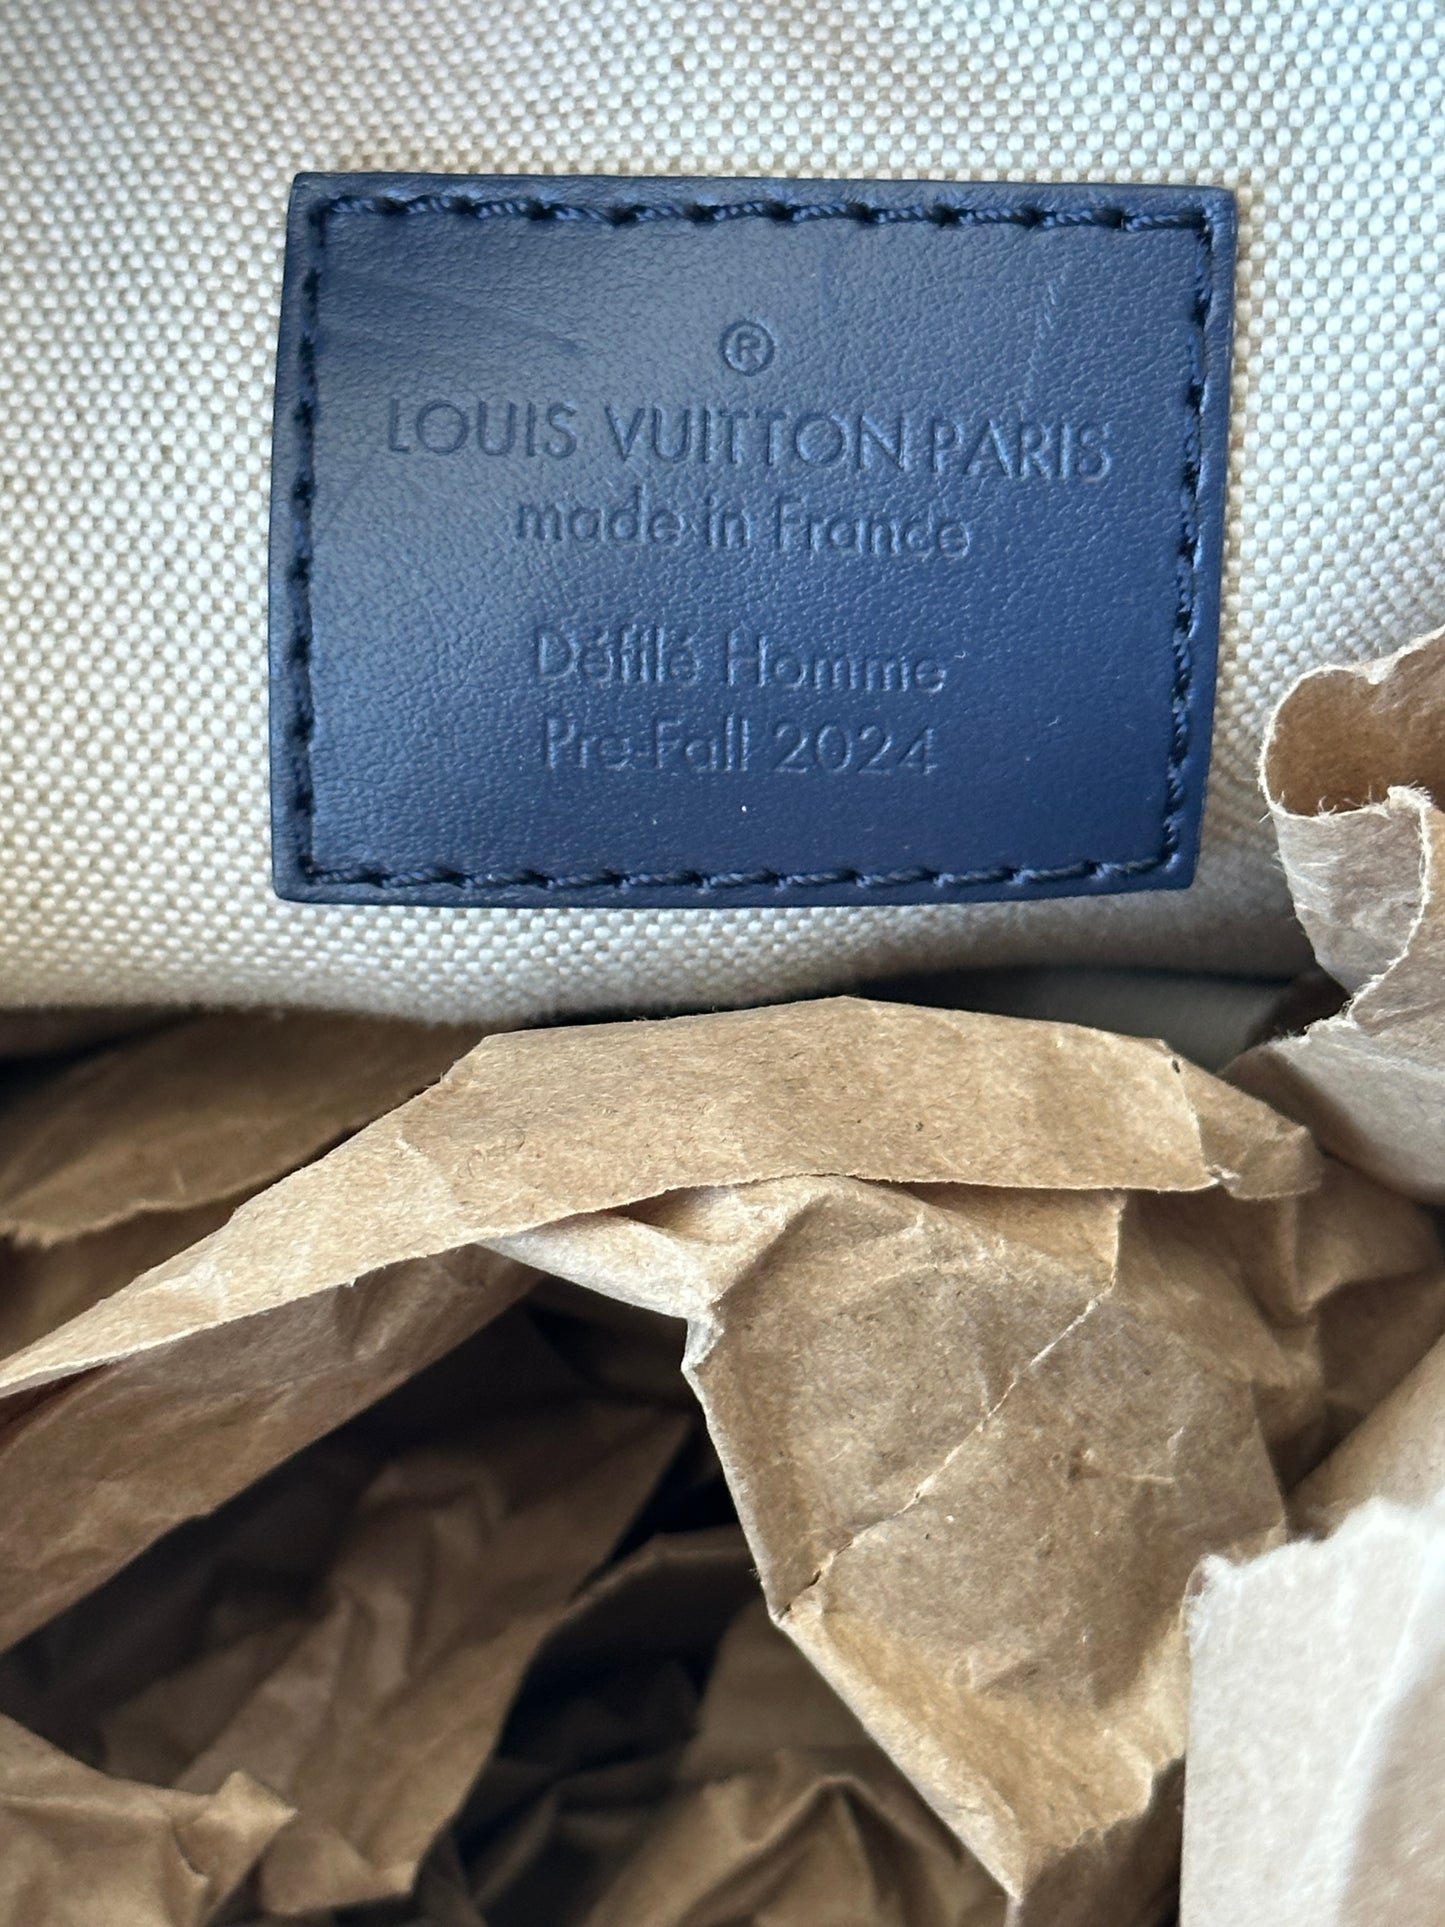 ®
LOUIS VUITTON PARIS
made in France
Défilé Homme
Pre-Fall 2024